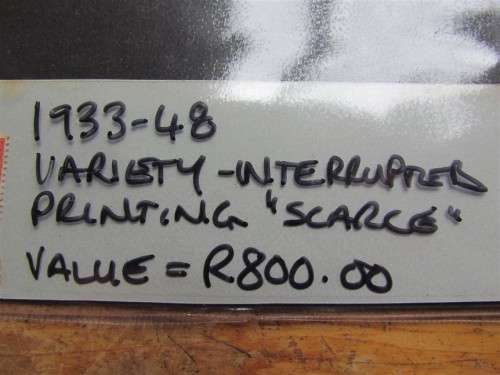 1933-48
VARIETY-INTERRUPTED
PRINTING "SCARCE"
VALUE = R800.00